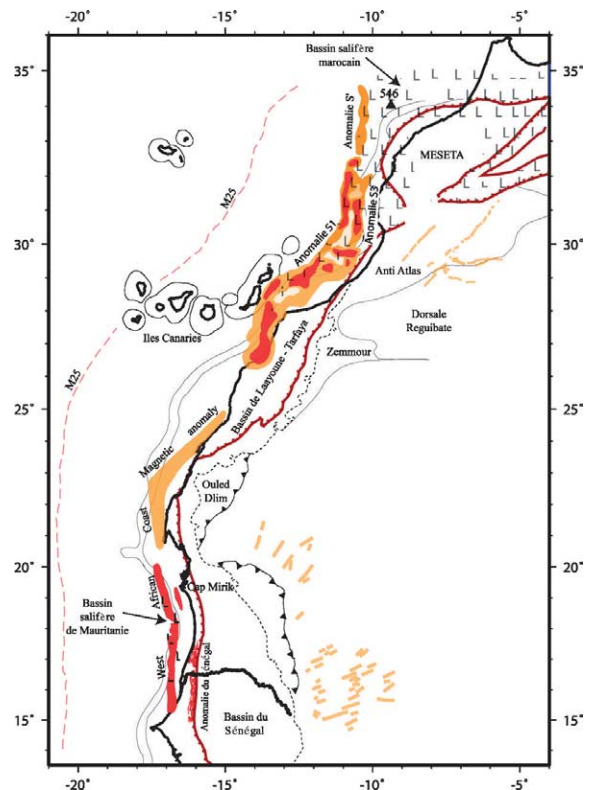 -20° -15° -10° -5°
Bassin salifère
marocain
35°
546
Anomalie S'
MESETA
M25
Anomalie S1
Anomalie S3
30°
Anti Atlas
Dorsale
Reguibate
Iles Canaries
Zemmour
Bassin de Laayoune - Tarfaya
M25
25°
Magnetic anomaly
Ouled
Dlim
Coast
20°
African
Cap Mirik
Bassin
salifère
de Mauritanie
West
Anomalie du Sénégal
Bassin du
Sénégal
15°
-20° -15° -10° -5°
35°
30°
25°
20°
15°